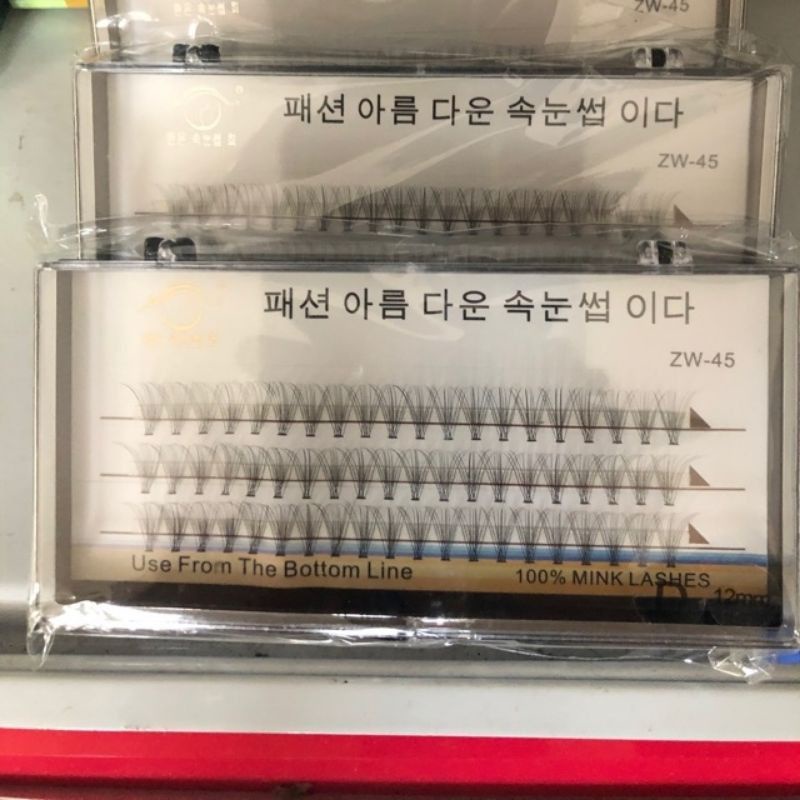 ZW-45
패션 아름 다운 속눈썹 이다
ZW-45
패션 아름 다운 속눈썹 이다
ZW-45
Use From The Bottom Line
100% MINK LASHES
D 12mm